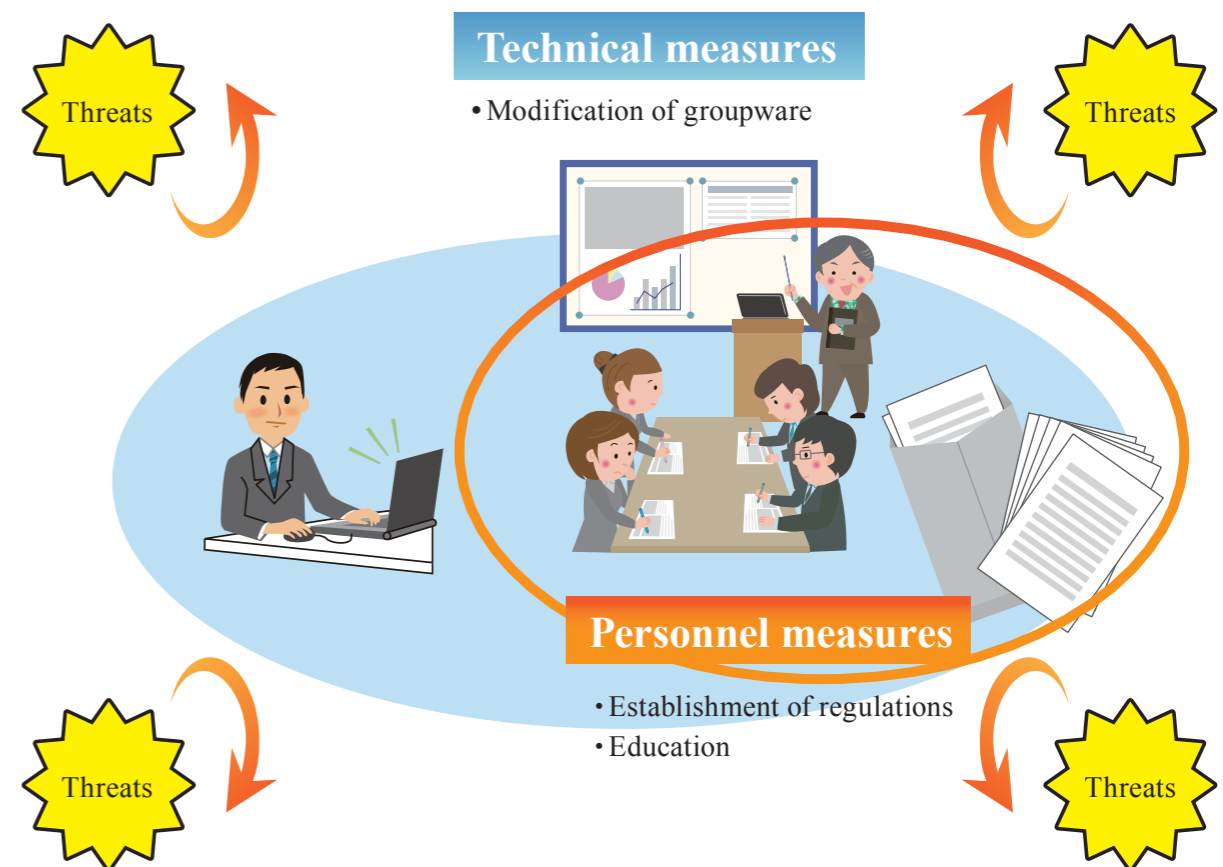 Technical measures
Threats
Threats
• Modification of groupware
Personnel measures
• Establishment of regulations
• Education
Threats
Threats